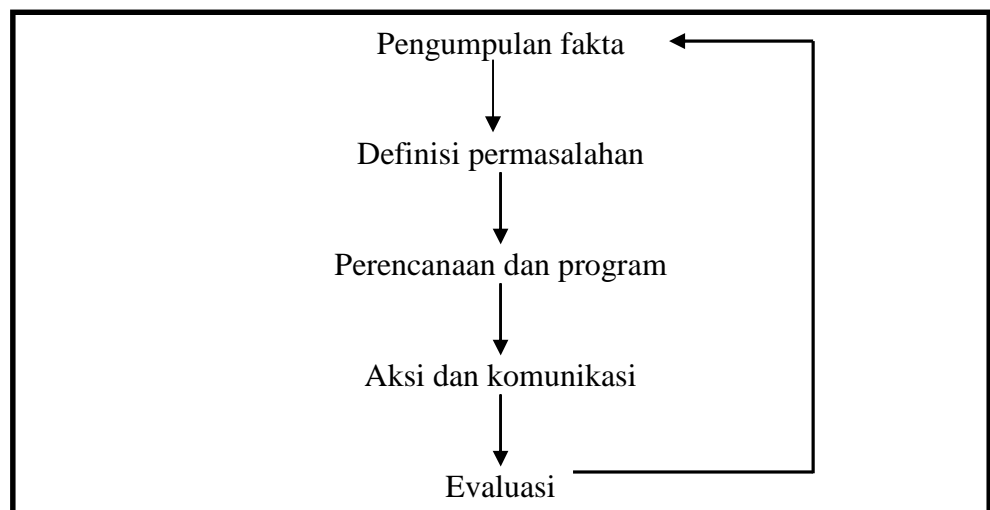 Pengumpulan fakta
Definisi permasalahan
Perencanaan dan program
Aksi dan komunikasi
Evaluasi